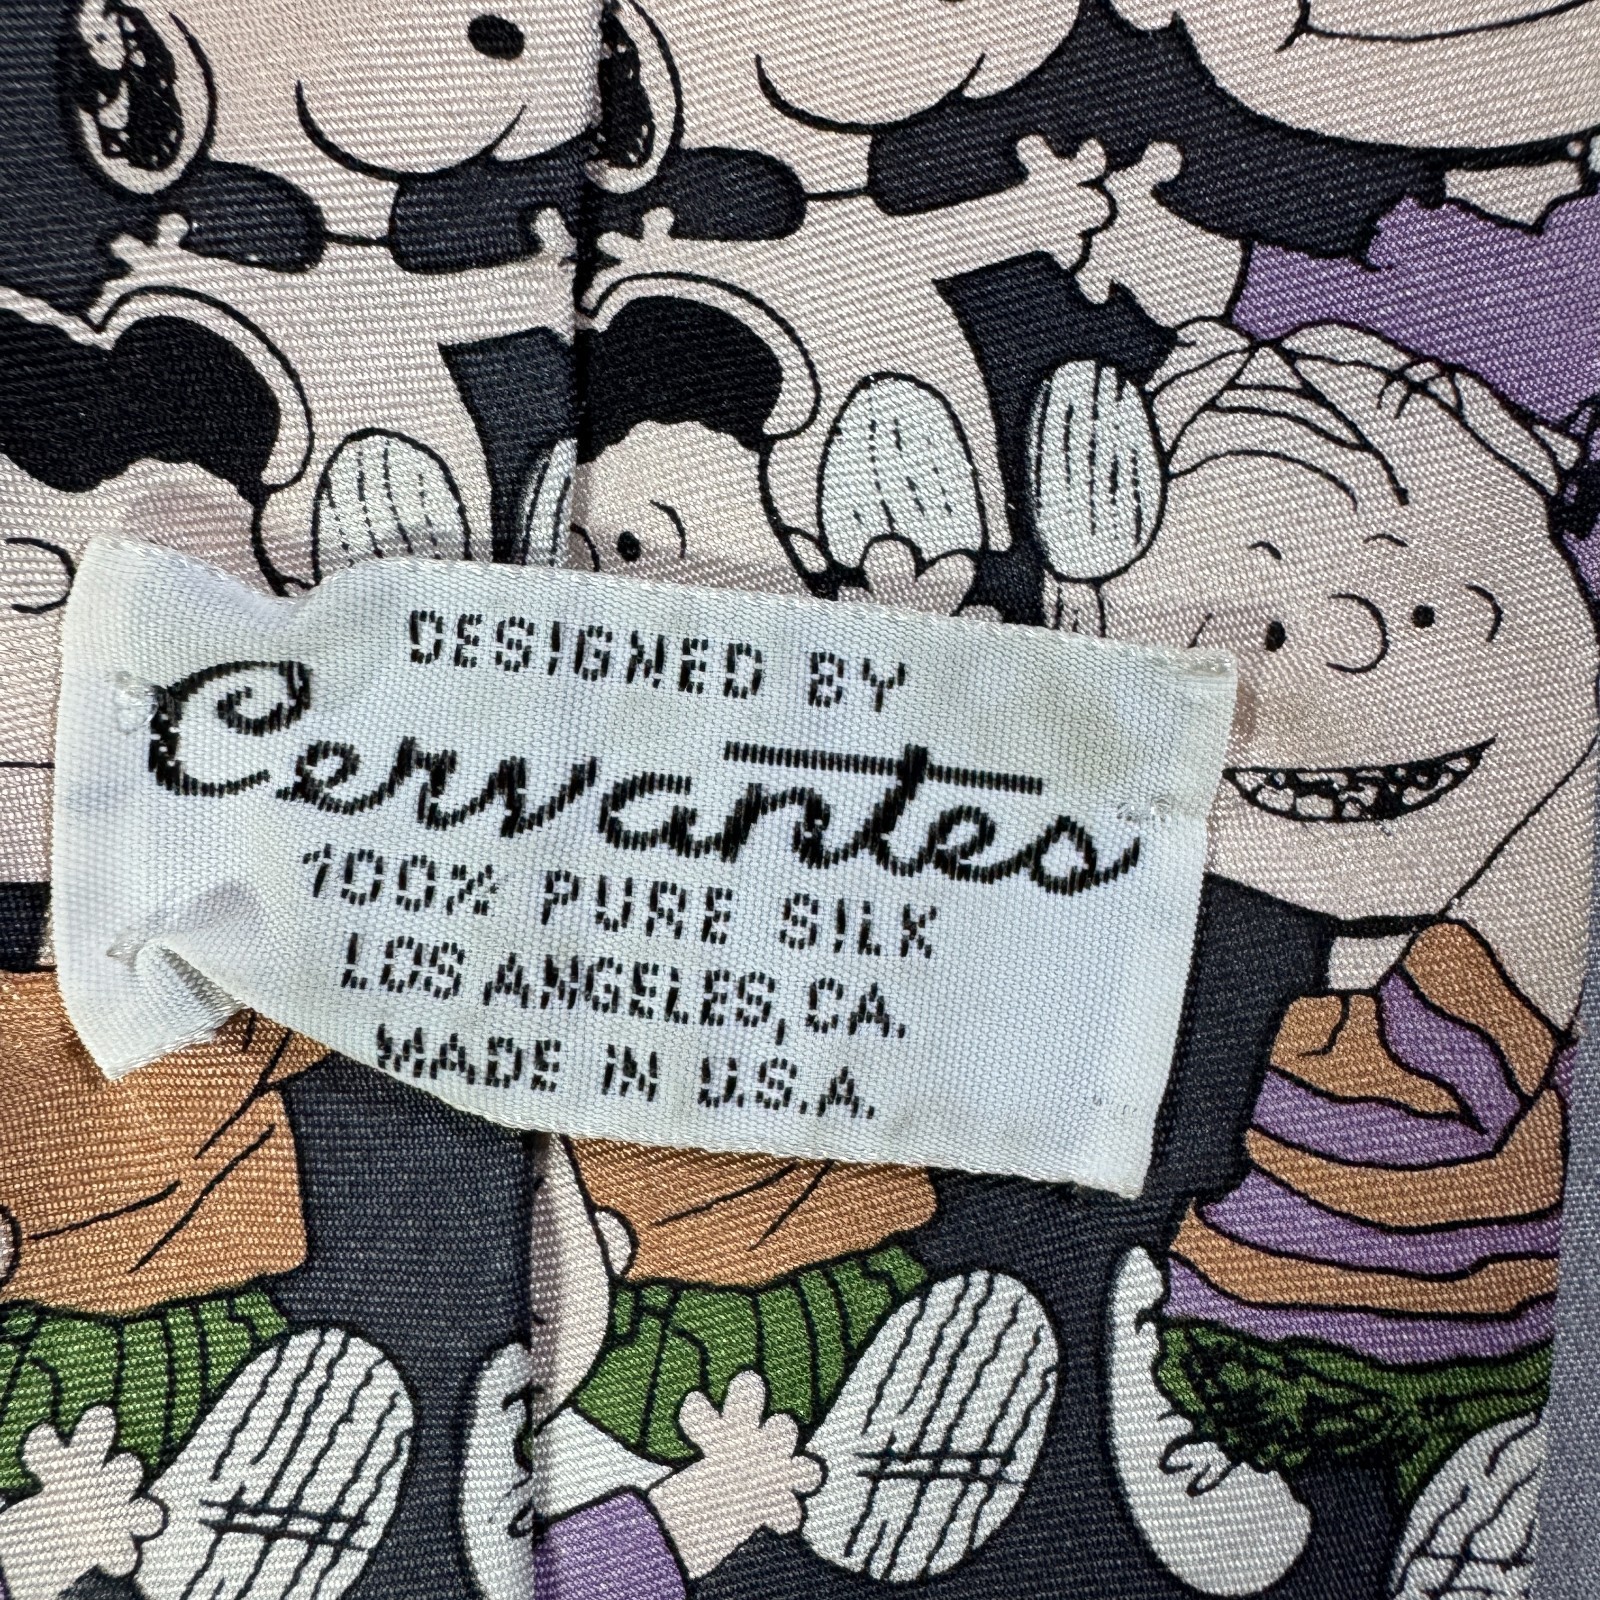 DESIGNED BY
Cervantes
100% PURE SILK
LOS ANGELES, CA.
MADE IN U.S.A.